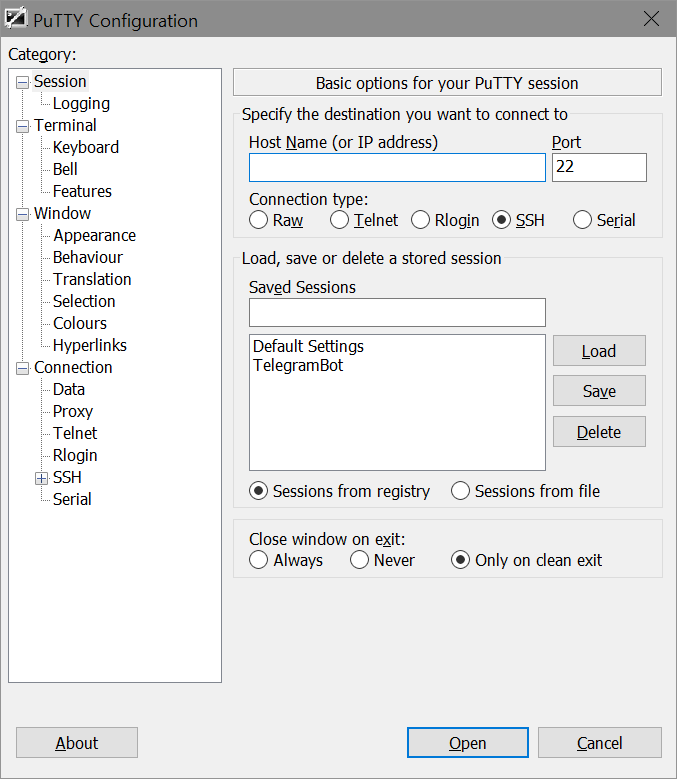 PuTTY Configuration
Category:
Session
Logging
Terminal
Keyboard
Bell
Features
Window
Appearance
Behaviour
Translation
Selection
Colours
Hyperlinks
Connection
Data
Proxy
Telnet
Rlogin
SSH
Serial
Basic options for your PuTTY session
Specify the destination you want to connect to
Host Name (or IP address) Port
22
Connection type:
Raw Telnet Rlogin SSH Serial
Load, save or delete a stored session
Saved Sessions
Default Settings
TelegramBot
Load
Save
Delete
Sessions from registry Sessions from file
Close window on exit:
Always Never Only on clean exit
About Open Cancel